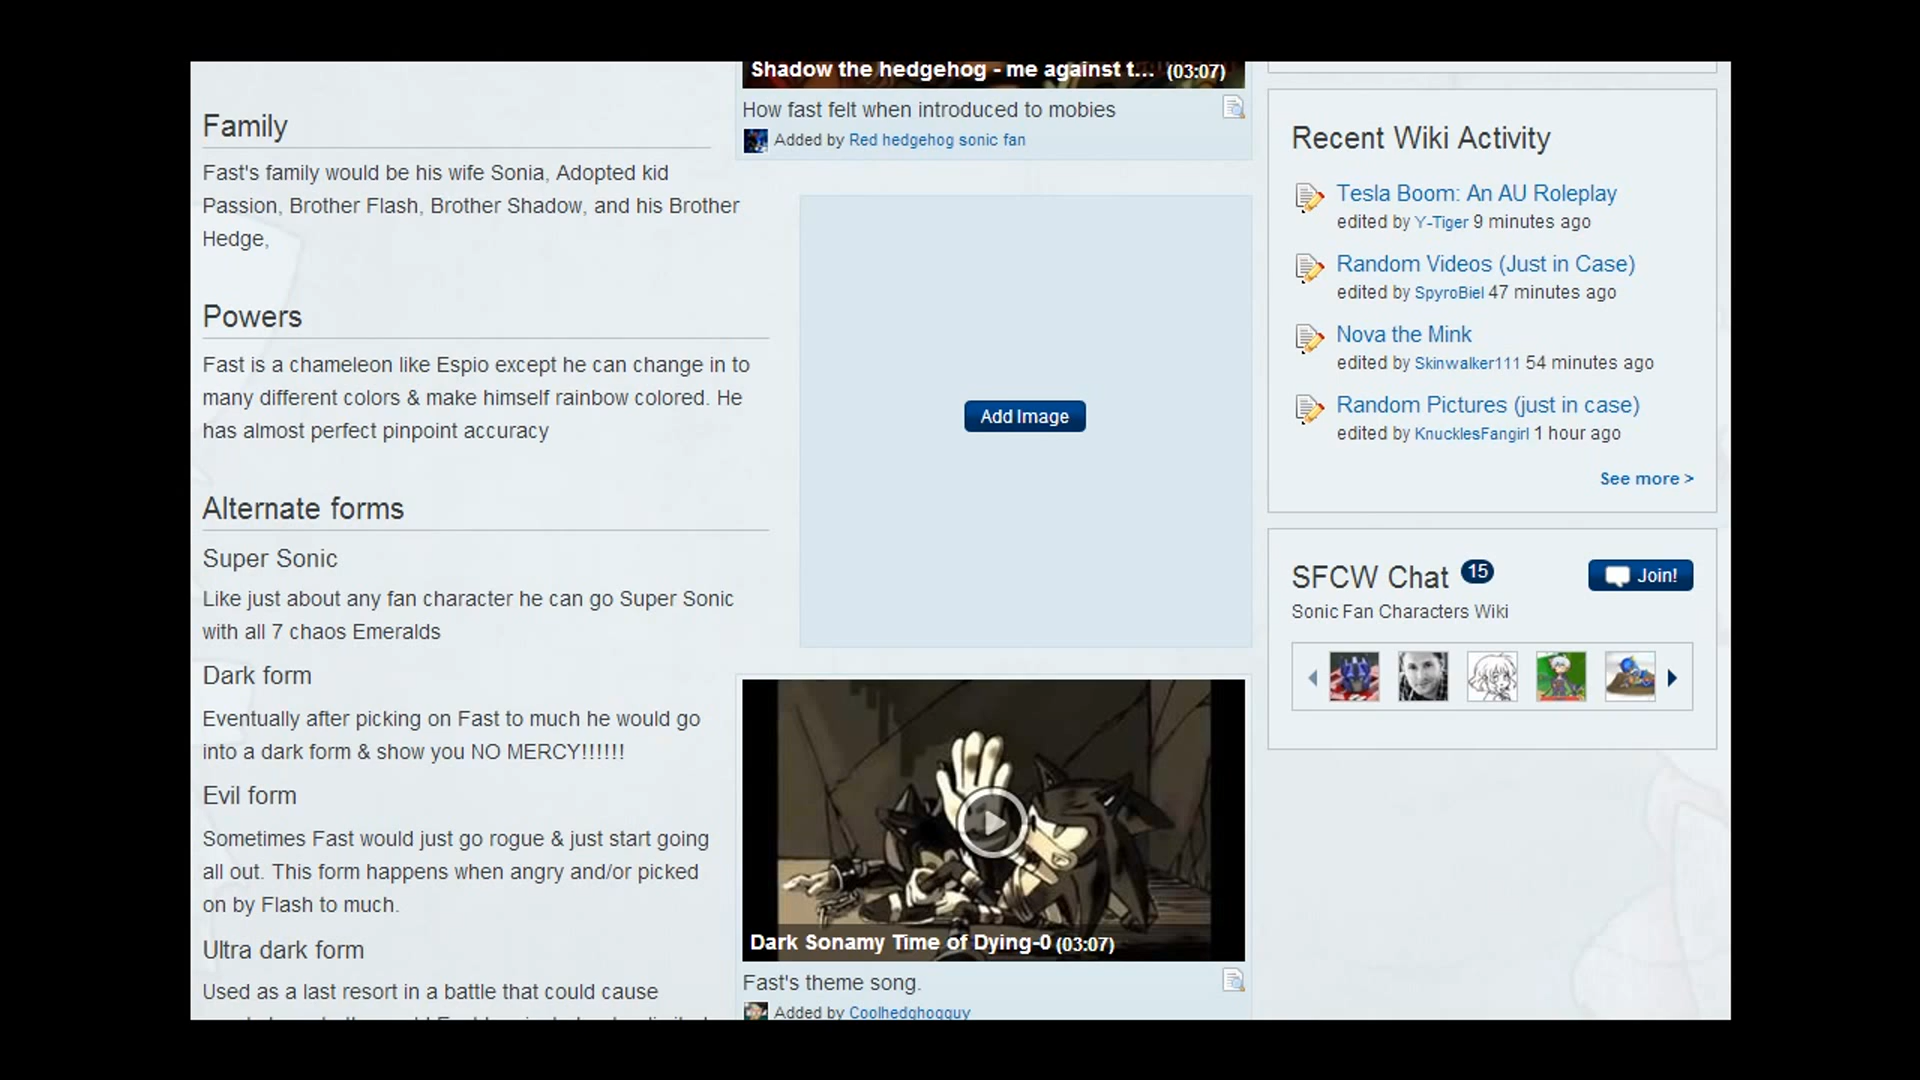 Family
Fast's family would be his wife Sonia, Adopted kid
Passion, Brother Flash, Brother Shadow, and his Brother
Hedge,
Powers
Fast is a chameleon like Espio except he can change in to
many different colors & make himself rainbow colored. He
has almost perfect pinpoint accuracy
Alternate forms
Super Sonic
Like just about any fan character he can go Super Sonic
with all 7 chaos Emeralds
Dark form
Eventually after picking on Fast to much he would go
into a dark form & show you NO MERCY!!!!!!
Evil form
Sometimes Fast would just go rogue & just start going
all out. This form happens when angry and/or picked
on by Flash to much.
Ultra dark form
Used as a last resort in a battle that could cause
Shadow the hedgehog - me against t... (03:07)
How fast felt when introduced to mobies
Added by Red hedgehog sonic fan
Add Image
Dark Sonamy Time of Dying-0 (03:07)
Fast's theme song.
Added by Coolhedghogguy
Recent Wiki Activity
Tesla Boom: An AU Roleplay
edited by Y-Tiger 9 minutes ago
Random Videos (Just in Case)
edited by SpyroBiel 47 minutes ago
Nova the Mink
edited by Skinwalker111 54 minutes ago
Random Pictures (just in case)
edited by KnucklesFangirl 1 hour ago
See more >
SFCW Chat 15
Join!
Sonic Fan Characters Wiki